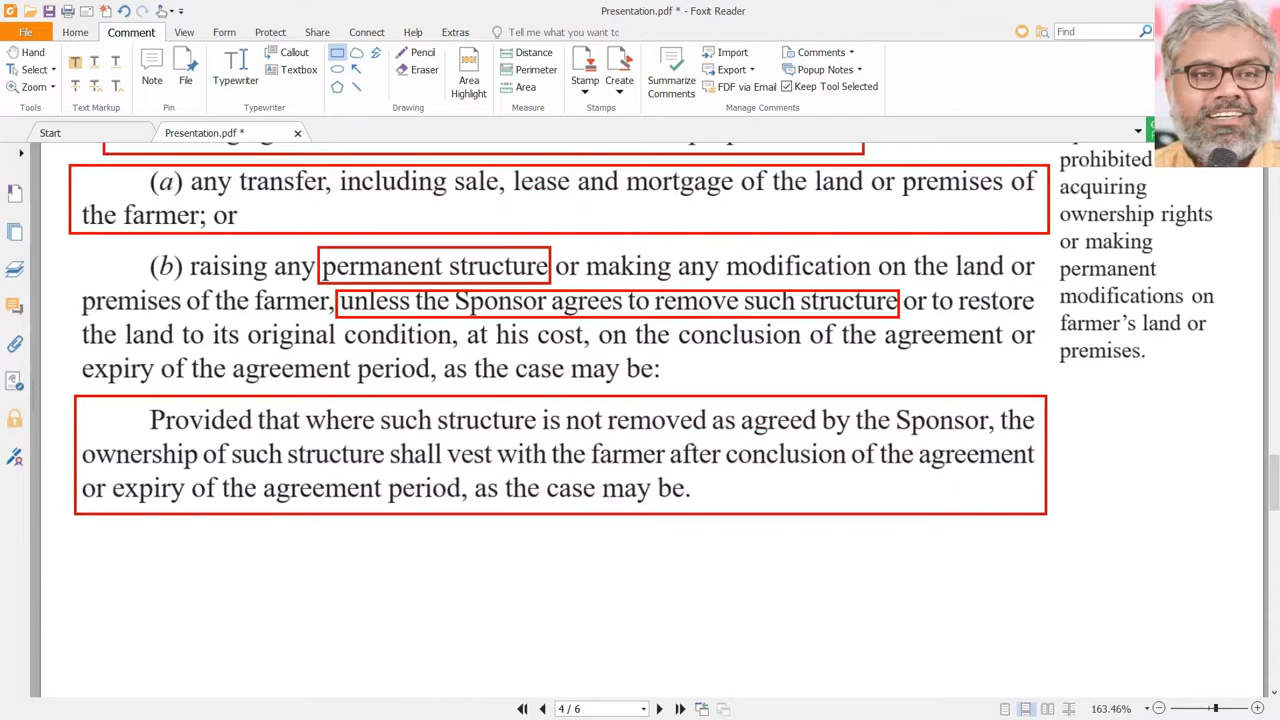 Presentation.pdf * - Foxit Reader
File Home Comment View Form Protect Share Connect Help Extras Tell me what you want to Find
Hand
Select
Zoom
Tools
Text Markup
Note
File
Pin
Typewriter
Callout
Textbox
Typewriter
Pencil
Eraser
Drawing
Area
Highlight
Distance
Perimeter
Area
Measure
Stamp
Create
Stamps
Summarize
Comments
Import
Export
FDF via Email
Comments
Popup Notes
Keep Tool Selected
Manage Comments
Start Presentation.pdf *
(a) any transfer, including sale, lease and mortgage of the land or premises of
the farmer; or
(b) raising any permanent structure or making any modification on the land or
premises of the farmer, unless the Sponsor agrees to remove such structure or to restore
the land to its original condition, at his cost, on the conclusion of the agreement or
expiry of the agreement period, as the case may be:
Provided that where such structure is not removed as agreed by the Sponsor, the
ownership of such structure shall vest with the farmer after conclusion of the agreement
or expiry of the agreement period, as the case may be.
prohibited
acquiring
ownership rights
or making
permanent
modifications on
farmer's land or
premises.
4 / 6
163.46%